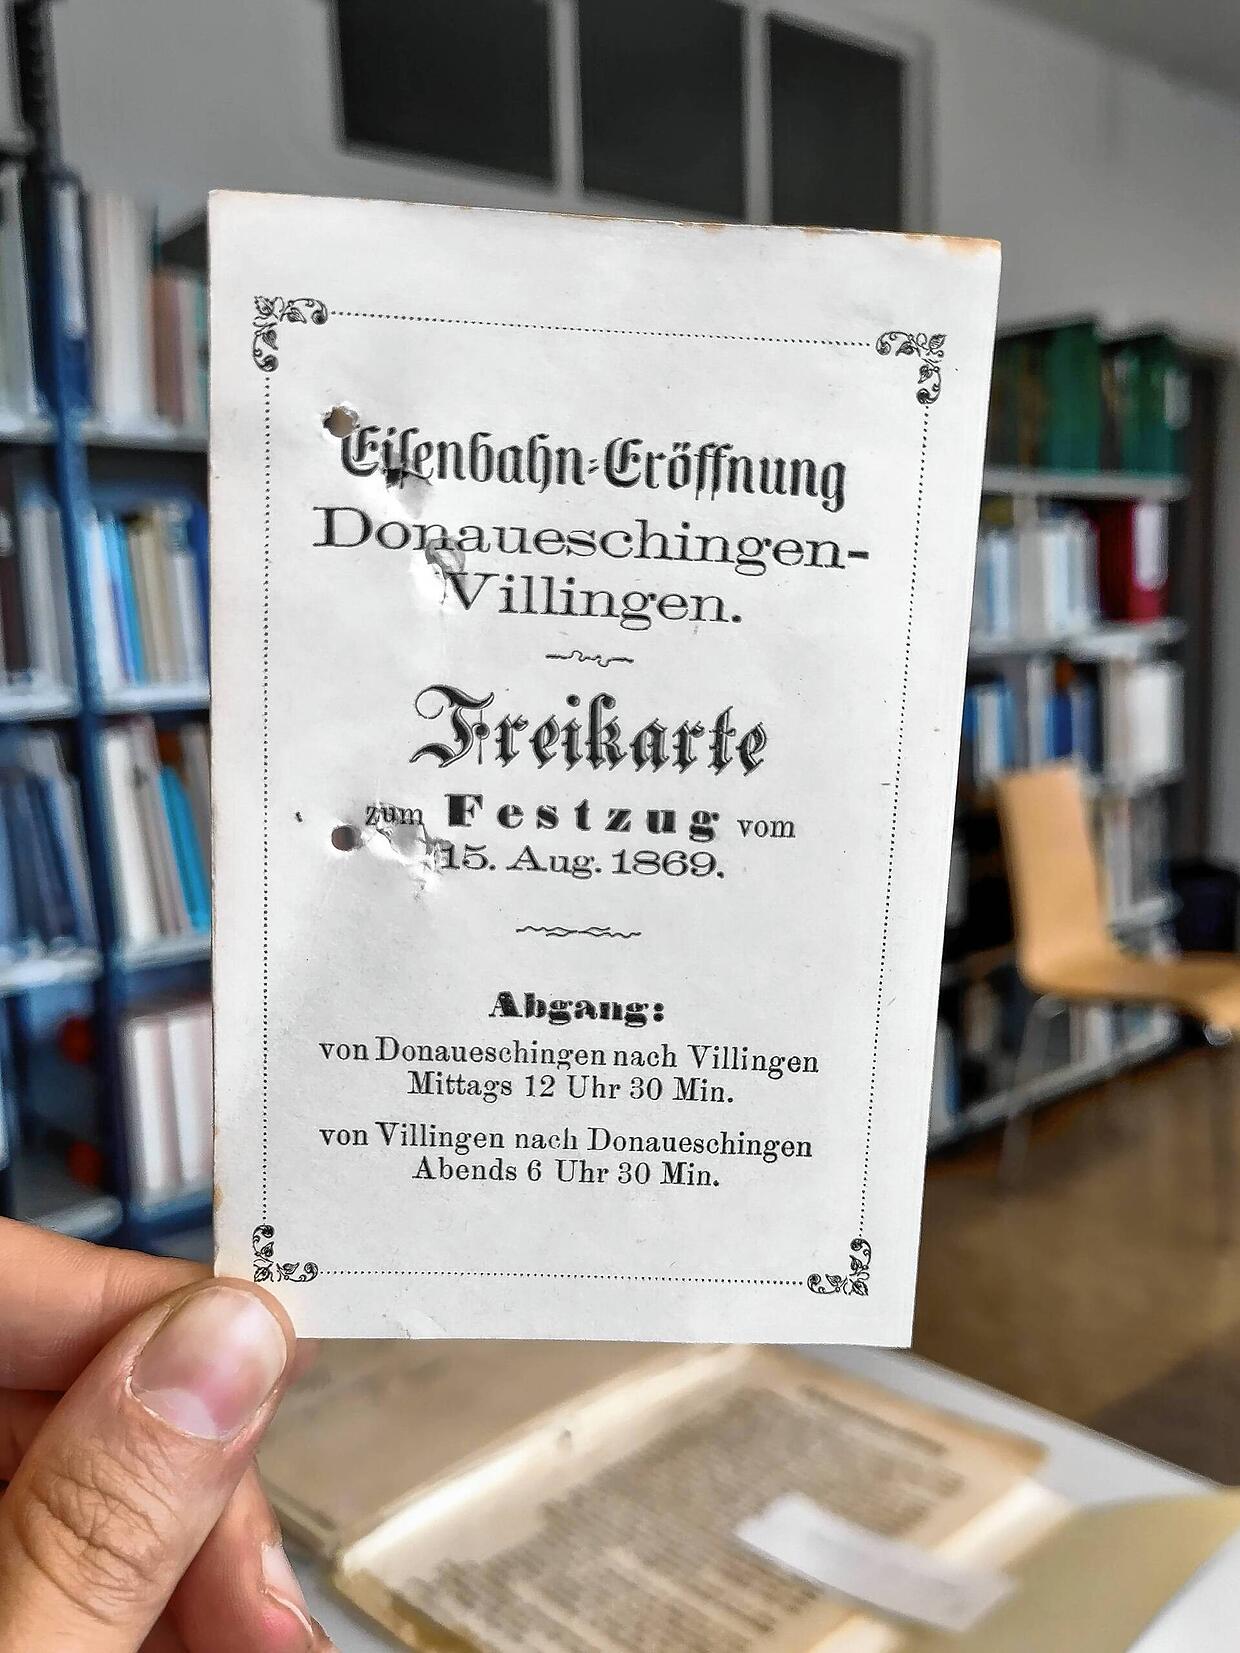 Eisenbahn-Eröffnung
Donaueschingen-
Villingen.
Freikarte
zum Festzug vom
15. Aug. 1869.
Abgang:
von Donaueschingen nach Villingen
Mittags 12 Uhr 30 Min.
von Villingen nach Donaueschingen
Abends 6 Uhr 30 Min.